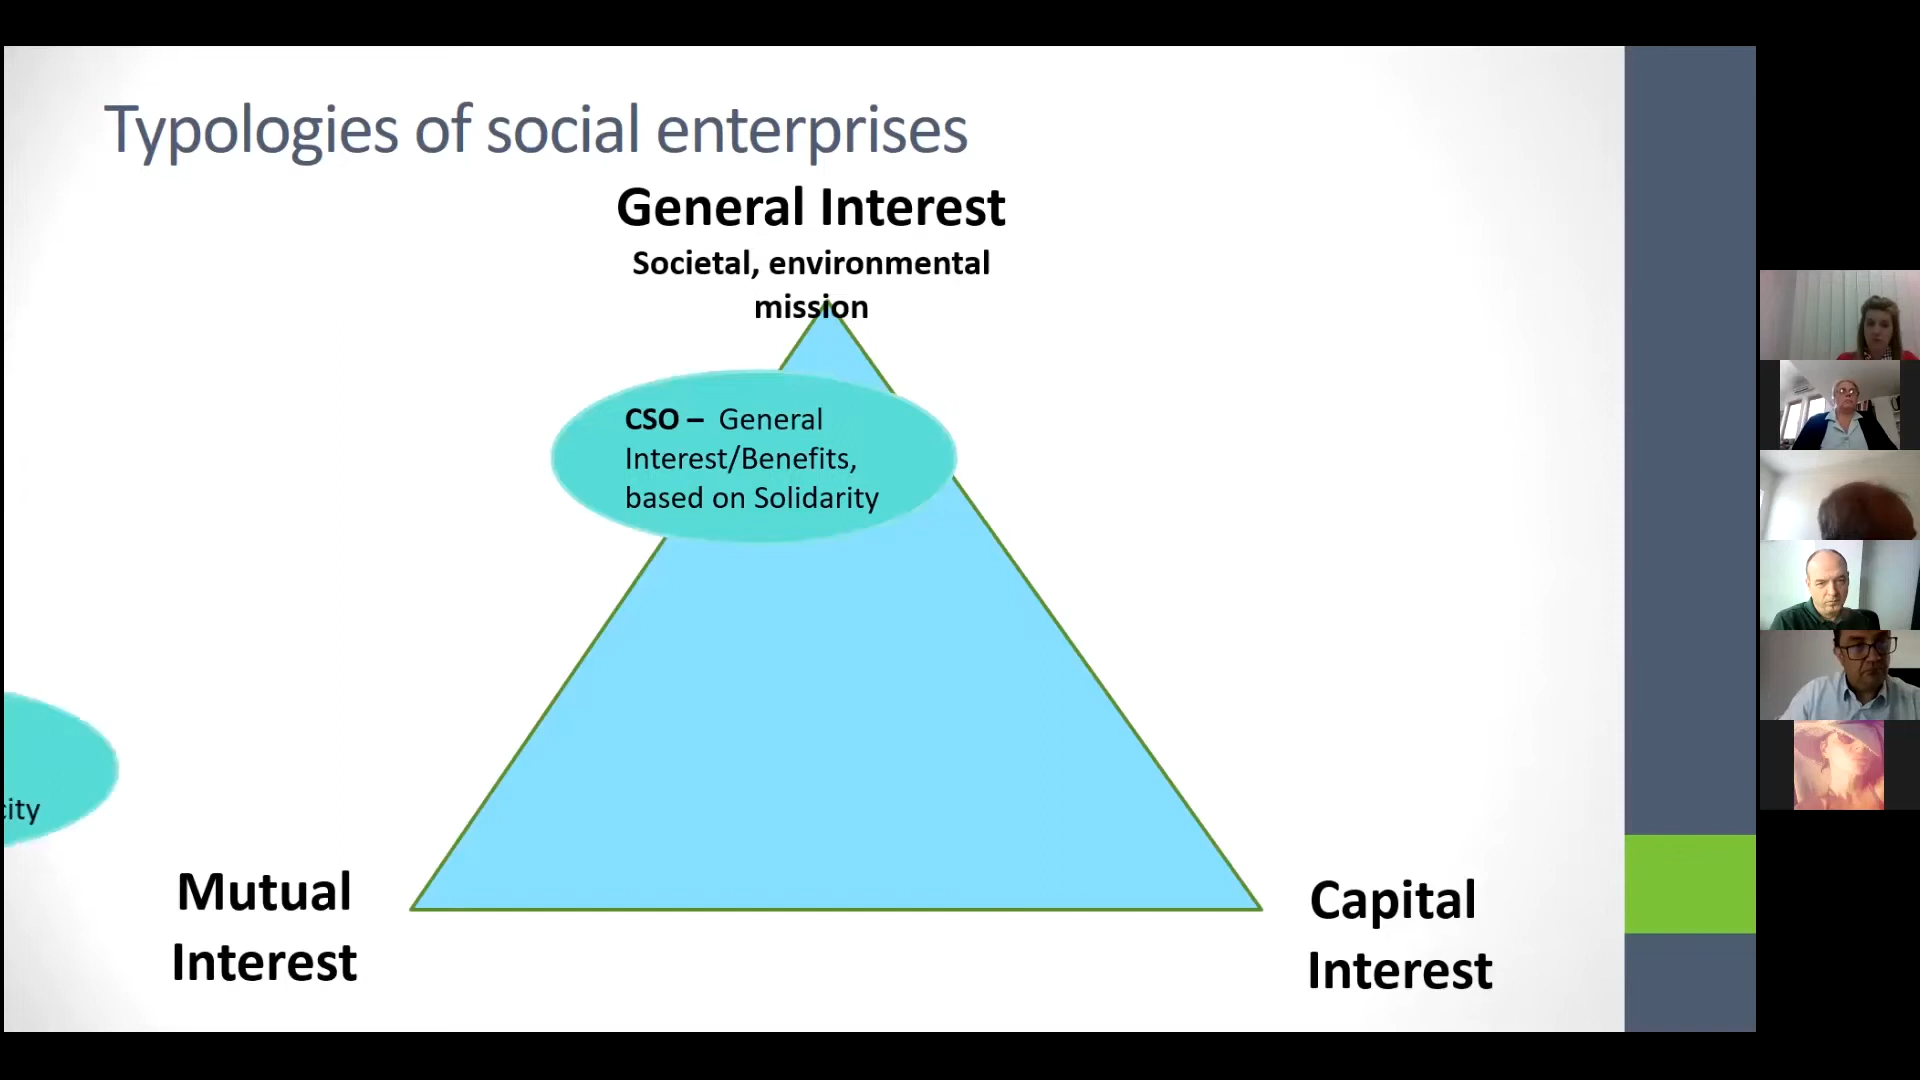 Typologies of social enterprises
General Interest
Societal, environmental
mission
CSO – General
Interest/Benefits,
based on Solidarity
Mutual
Interest
Capital
Interest